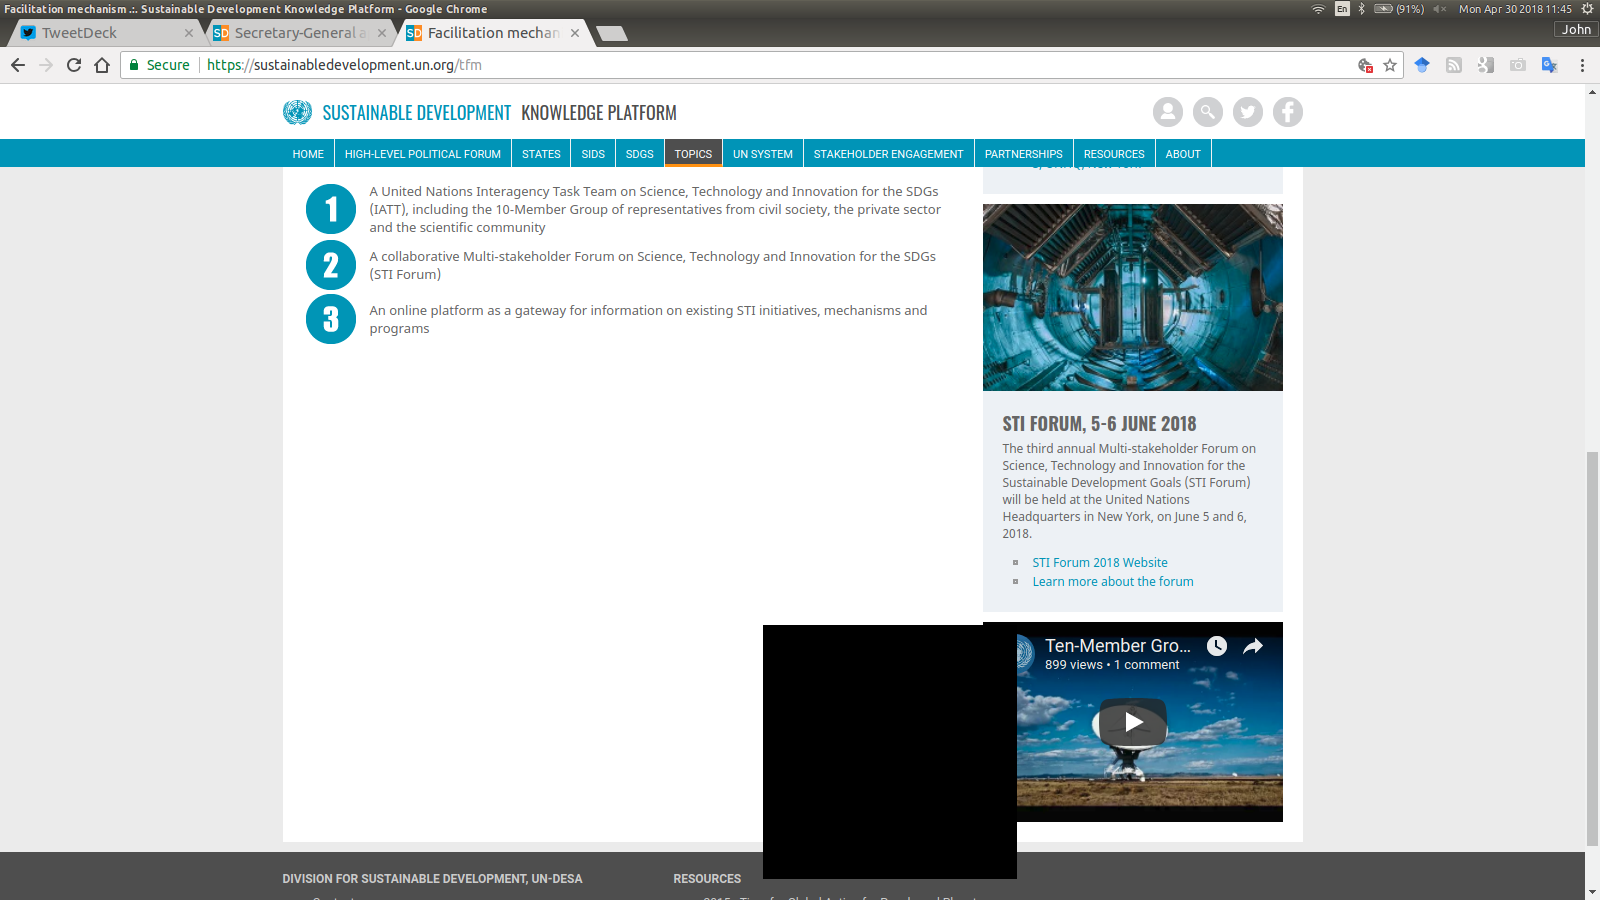 Facilitation mechanism .:. Sustainable Development Knowledge Platform - Google Chrome
En (91%) Mon Apr 30 2018 11:45
TweetDeck
Secretary-General a
Facilitation mechan
John
Secure https://sustainabledevelopment.un.org/tfm
SUSTAINABLE DEVELOPMENT KNOWLEDGE PLATFORM
HOME HIGH-LEVEL POLITICAL FORUM STATES SIDS SDGS TOPICS UN SYSTEM STAKEHOLDER ENGAGEMENT PARTNERSHIPS RESOURCES ABOUT
1
A United Nations Interagency Task Team on Science, Technology and Innovation for the SDGs
(IATT), including the 10-Member Group of representatives from civil society, the private sector
and the scientific community
2
A collaborative Multi-stakeholder Forum on Science, Technology and Innovation for the SDGs
(STI Forum)
3
An online platform as a gateway for information on existing STI initiatives, mechanisms and
programs
STI FORUM, 5-6 JUNE 2018
The third annual Multi-stakeholder Forum on
Science, Technology and Innovation for the
Sustainable Development Goals (STI Forum)
will be held at the United Nations
Headquarters in New York, on June 5 and 6,
2018.
STI Forum 2018 Website
Learn more about the forum
Ten-Member Gro...
899 views • 1 comment
DIVISION FOR SUSTAINABLE DEVELOPMENT, UN-DESA
RESOURCES